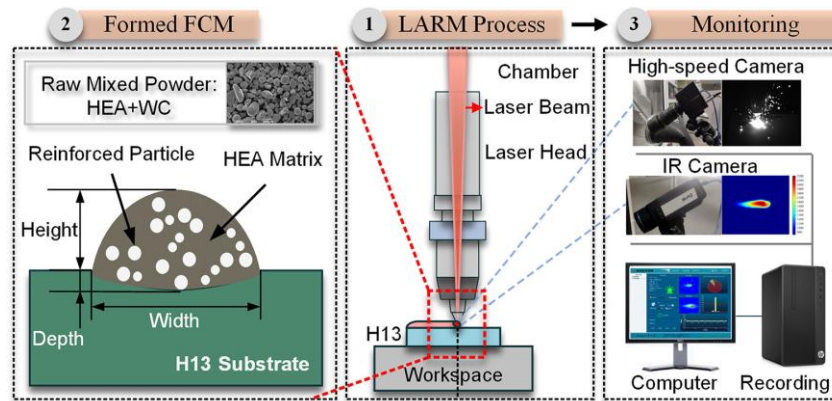 2 Formed FCM
Raw Mixed Powder:
HEA+WC
Reinforced Particle
HEA Matrix
Height
Depth
Width
H13 Substrate
1 LARM Process
Chamber
Laser Beam
Laser Head
H13
Workspace
3 Monitoring
High-speed Camera
IR Camera
Computer
Recording